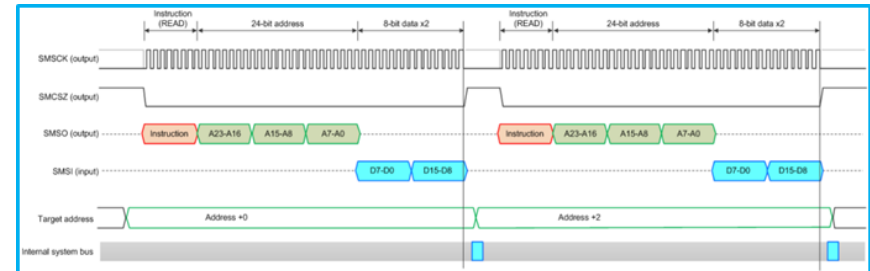 Instruction
(READ) 24-bit address 8-bit data x2 Instruction
(READ) 24-bit address 8-bit data x2
SMSCK (output)
SMCSZ (output)
SMSO (output) Instruction A23-A16 A15-A8 A7-A0 Instruction A23-A16 A15-A8 A7-A0
SMSI (input) D7-D0 D15-D8 D7-D0 D15-D8
Target address Address +0 Address +2
Internal system bus